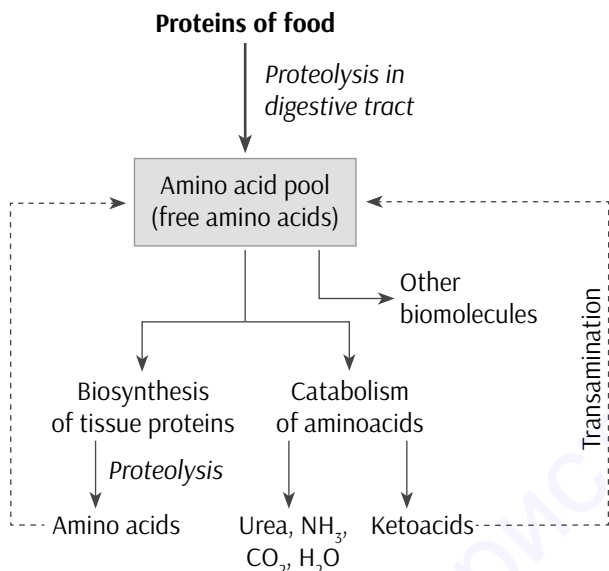 Proteins of food
Proteolysis in
digestive tract
Amino acid pool
(free amino acids)
Other
biomolecules
Transamination
Biosynthesis
of tissue proteins
Catabolism
of aminoacids
Proteolysis
Amino acids
Urea, NH₃,
CO₂, H₂O
Ketoacids